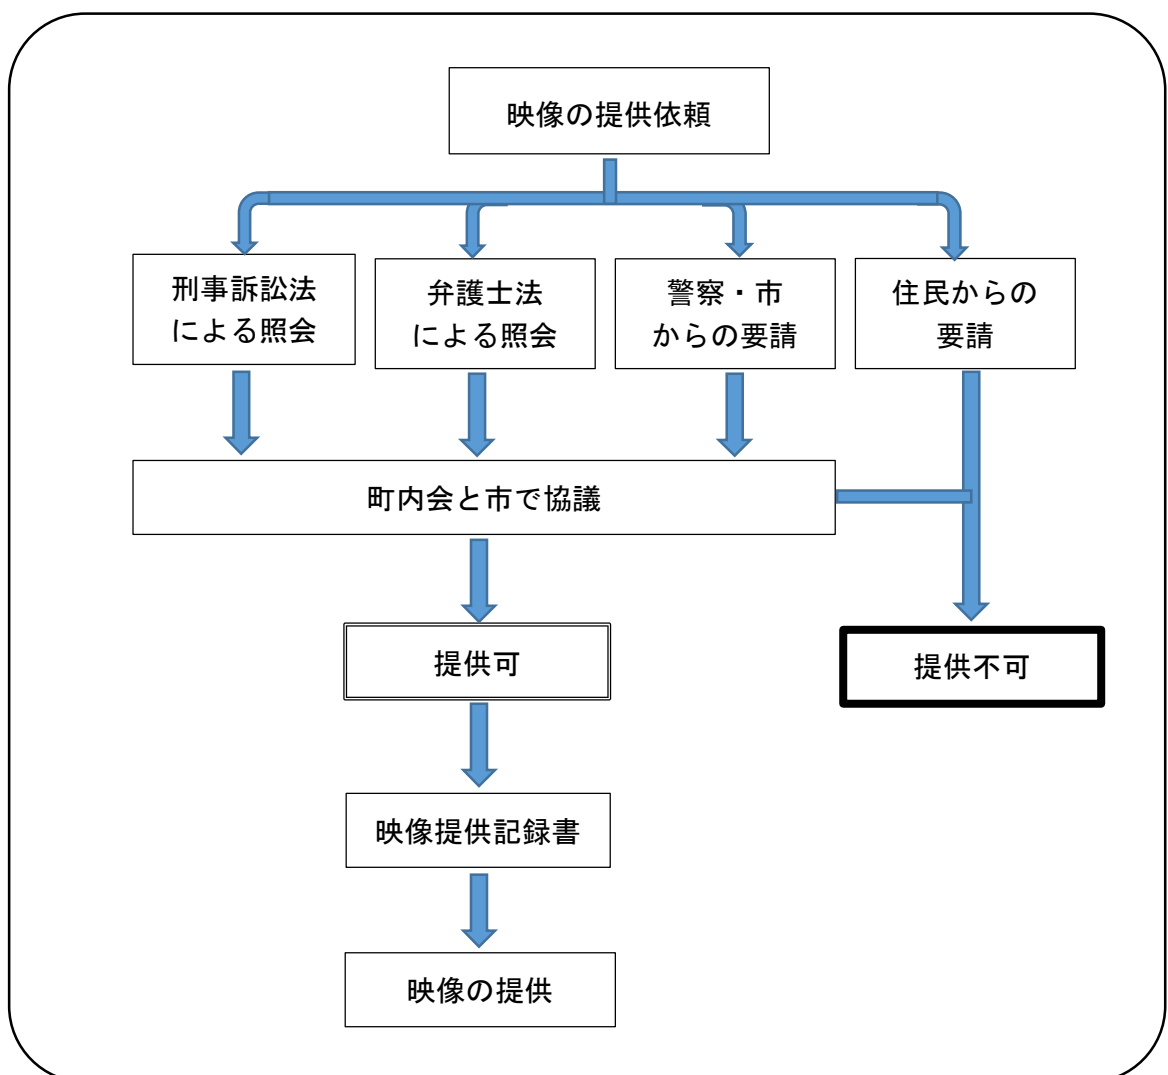 映像の提供依頼
刑事訴訟法
による照会
弁護士法
による照会
警察・市
からの要請
住民からの
要請
町内会と市で協議
提供可
提供不可
映像提供記録書
映像の提供